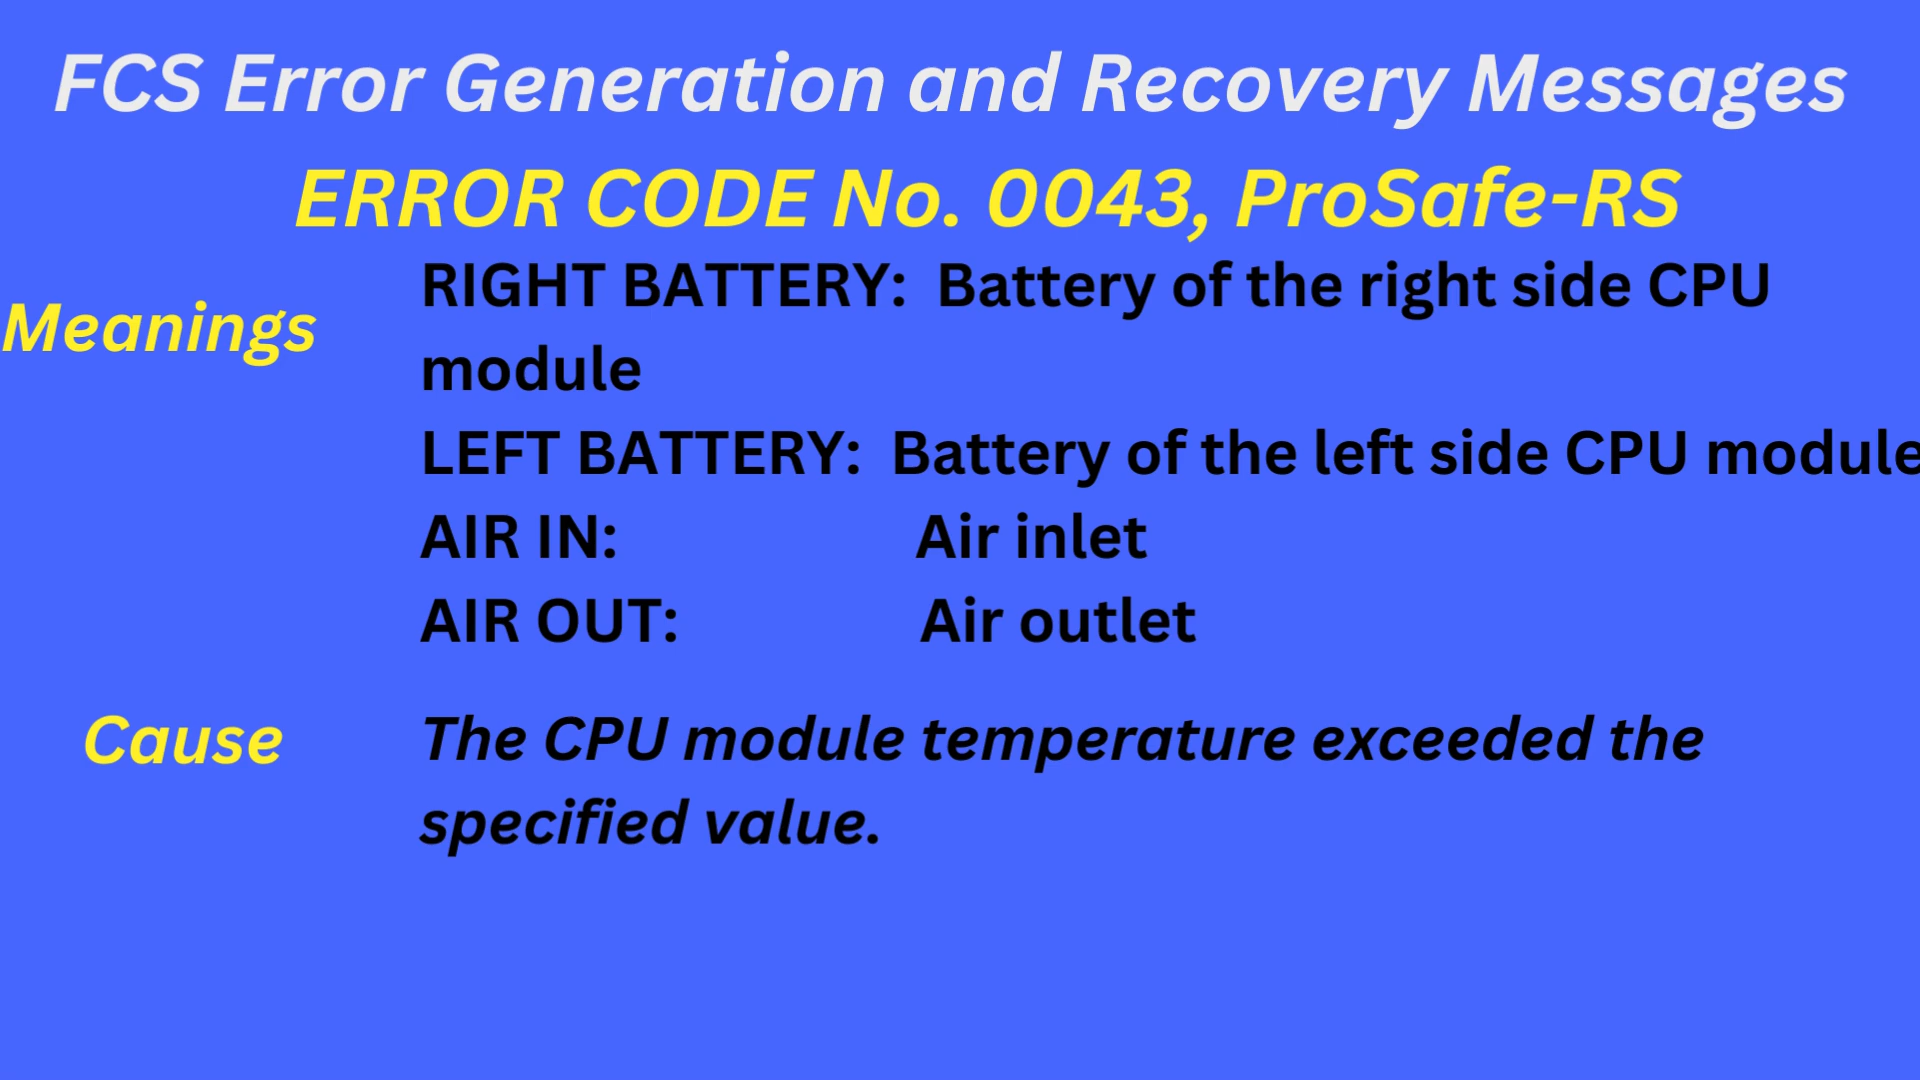 FCS Error Generation and Recovery Messages
ERROR CODE No. 0043, ProSafe-RS
Meanings
RIGHT BATTERY: Battery of the right side CPU
module
LEFT BATTERY: Battery of the left side CPU module
AIR IN: Air inlet
AIR OUT: Air outlet
Cause
The CPU module temperature exceeded the
specified value.